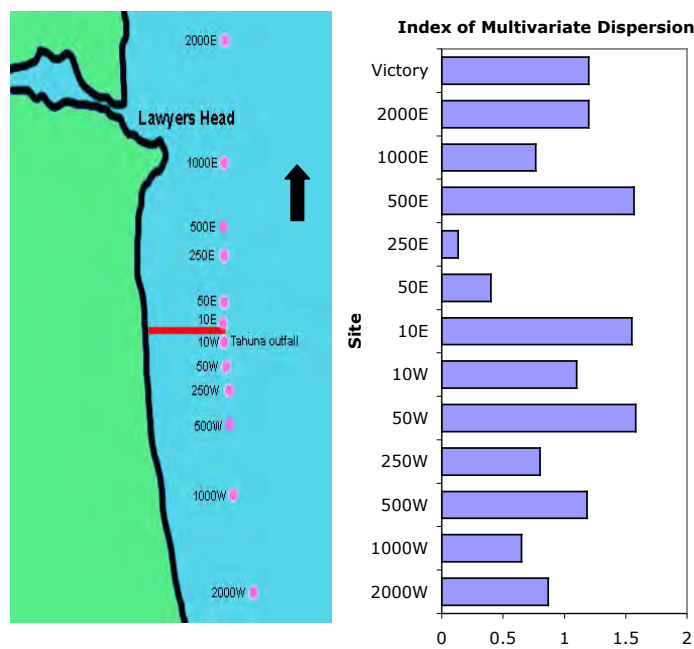 2000E
Lawyers Head
1000E
500E
250E
50E
10E
10W Tahuna outfall
50W
250W
500W
1000W
2000W
Index of Multivariate Dispersion
Site
Victory
2000E
1000E
500E
250E
50E
10E
10W
50W
250W
500W
1000W
2000W
0 0.5 1 1.5 2